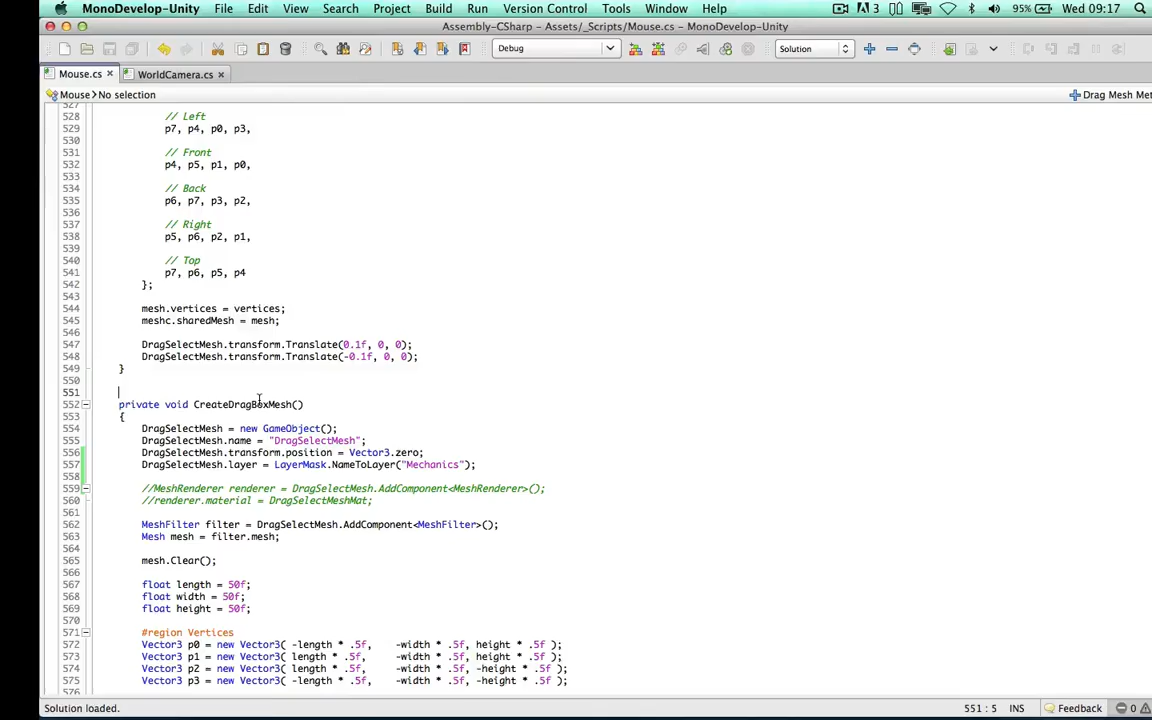 MonoDevelop-Unity File Edit View Search Project Build Run Version Control Tools Window Help 3 95% Wed 09:17
Assembly-CSharp – Assets/_Scripts/Mouse.cs – MonoDevelop-Unity
Debug Solution
Mouse.cs × WorldCamera.cs ×
Mouse No selection Drag Mesh Met
527
528 // Left
529 p7, p4, p0, p3,
530
531 // Front
532 p4, p5, p1, p0,
533
534 // Back
535 p6, p7, p3, p2,
536
537 // Right
538 p5, p6, p2, p1,
539
540 // Top
541 p7, p6, p5, p4
542 };
543
544 mesh.vertices = vertices;
545 meshc.sharedMesh = mesh;
546
547 DragSelectMesh.transform.Translate(0.1f, 0, 0);
548 DragSelectMesh.transform.Translate(-0.1f, 0, 0);
549 }
550
551
552 private void CreateDragBoxMesh()
553 {
554 DragSelectMesh = new GameObject();
555 DragSelectMesh.name = "DragSelectMesh";
556 DragSelectMesh.transform.position = Vector3.zero;
557 DragSelectMesh.layer = LayerMask.NameToLayer("Mechanics");
558
559 //MeshRenderer renderer = DragSelectMesh.AddComponent<MeshRenderer>();
560 //renderer.material = DragSelectMeshMat;
561
562 MeshFilter filter = DragSelectMesh.AddComponent<MeshFilter>();
563 Mesh mesh = filter.mesh;
564
565 mesh.Clear();
566
567 float length = 50f;
568 float width = 50f;
569 float height = 50f;
570
571 #region Vertices
572 Vector3 p0 = new Vector3( -length * .5f, -width * .5f, height * .5f );
573 Vector3 p1 = new Vector3( length * .5f, -width * .5f, height * .5f );
574 Vector3 p2 = new Vector3( length * .5f, -width * .5f, -height * .5f );
575 Vector3 p3 = new Vector3( -length * .5f, -width * .5f, -height * .5f );
576
Solution loaded. 551 : 5 INS Feedback 0